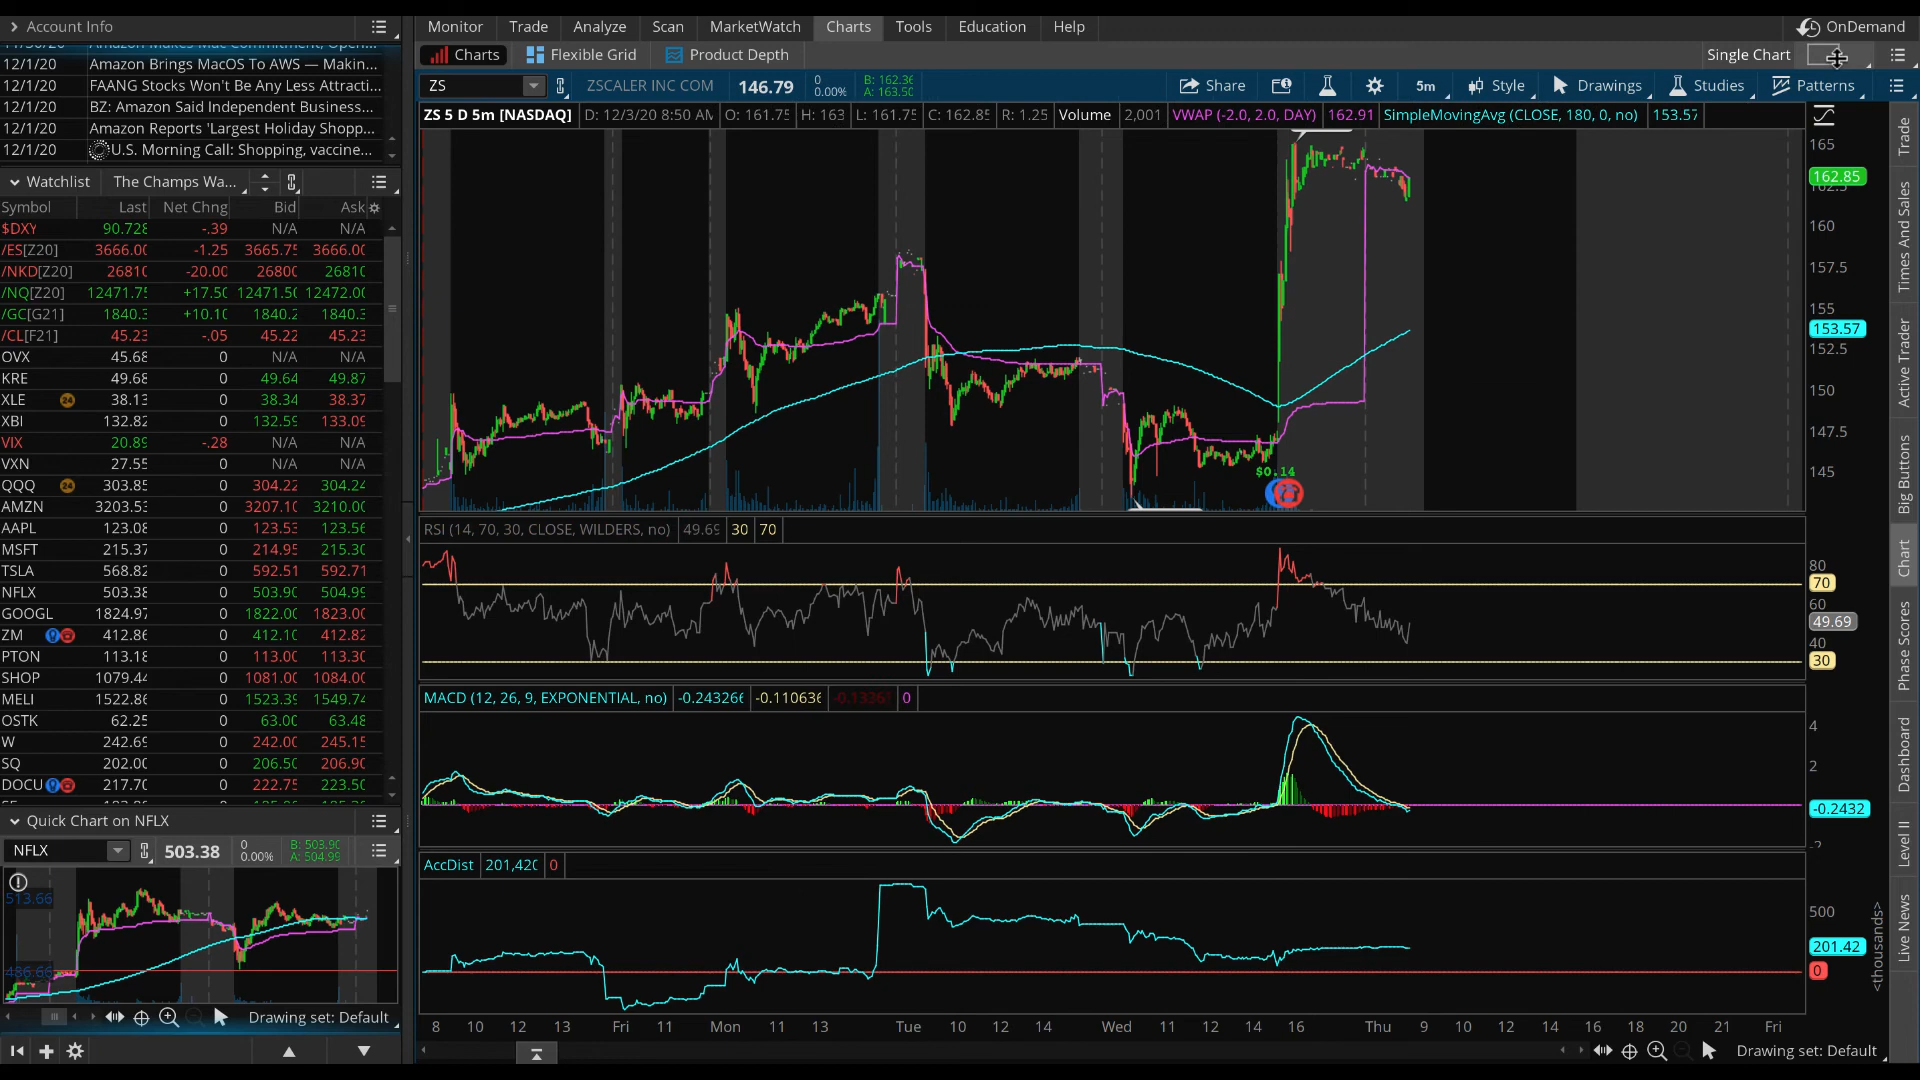 Account Info
Monitor Trade Analyze Scan MarketWatch Charts Tools Education Help
OnDemand
Charts Flexible Grid Product Depth
Single Chart
12/1/20 Amazon Brings MacOS To AWS — Makin...
12/1/20 FAANG Stocks Won't Be Any Less Attracti...
12/1/20 BZ: Amazon Said Independent Business...
12/1/20 Amazon Reports 'Largest Holiday Shopp...
12/1/20 U.S. Morning Call: Shopping, vaccine...
ZS ZSCALER INC COM 146.79 0 0.00% B: 162.36 A: 163.50
Share 5m Style Drawings Studies Patterns
ZS 5 D 5m [NASDAQ] D: 12/3/20 8:50 AM O: 161.75 H: 163 L: 161.75 C: 162.85 R: 1.25 Volume 2,001 VWAP (-2.0, 2.0, DAY) 162.91 SimpleMovingAvg (CLOSE, 180, 0, no) 153.57
Watchlist The Champs Wa...
Symbol Last Net Chng Bid Ask
$DXY 90.728 -.39 N/A N/A
/ES[Z20] 3666.00 -1.25 3665.75 3666.00
/NKD[Z20] 26810 -20.00 26800 26810
/NQ[Z20] 12471.75 +17.50 12471.50 12472.00
/GC[G21] 1840.3 +10.10 1840.2 1840.3
/CL[F21] 45.23 -.05 45.22 45.23
OVX 45.68 0 N/A N/A
KRE 49.68 0 49.64 49.87
XLE 24 38.13 0 38.34 38.37
XBI 132.82 0 132.59 133.09
VIX 20.89 -.28 N/A N/A
VXN 27.55 0 N/A N/A
QQQ 24 303.85 0 304.22 304.24
AMZN 3203.53 0 3207.10 3210.00
AAPL 123.08 0 123.53 123.56
MSFT 215.37 0 214.95 215.30
TSLA 568.82 0 592.51 592.71
NFLX 503.38 0 503.90 504.99
GOOGL 1824.97 0 1822.00 1823.00
ZM 412.86 0 412.10 412.82
PTON 113.18 0 113.00 113.30
SHOP 1079.44 0 1081.00 1084.00
MELI 1522.86 0 1523.39 1549.74
OSTK 62.25 0 63.00 63.48
W 242.69 0 242.00 245.15
SQ 202.00 0 206.50 206.90
DOCU 217.70 0 222.75 223.50
Quick Chart on NFLX
NFLX 503.38 0 0.00% B: 503.90 A: 504.99
513.66
486.66
Drawing set: Default
165
162.85
160
157.5
155
153.57
152.5
150
147.5
145
$0.14
RSI (14, 70, 30, CLOSE, WILDERS, no) 49.69 30 70
80
70
60
49.69
40
30
MACD (12, 26, 9, EXPONENTIAL, no) -0.243266 -0.110636 0
4
2
-0.2432
-2
AccDist 201,420 0
500
201.42
0
<thousands>
8 10 12 13 Fri 11 Mon 11 13 Tue 10 12 14 Wed 11 12 14 16 Thu 9 10 12 14 16 18 20 21 Fri
Drawing set: Default
Trade
Times And Sales
Active Trader
Big Buttons
Chart
Phase Scores
Dashboard
Level II
Live News